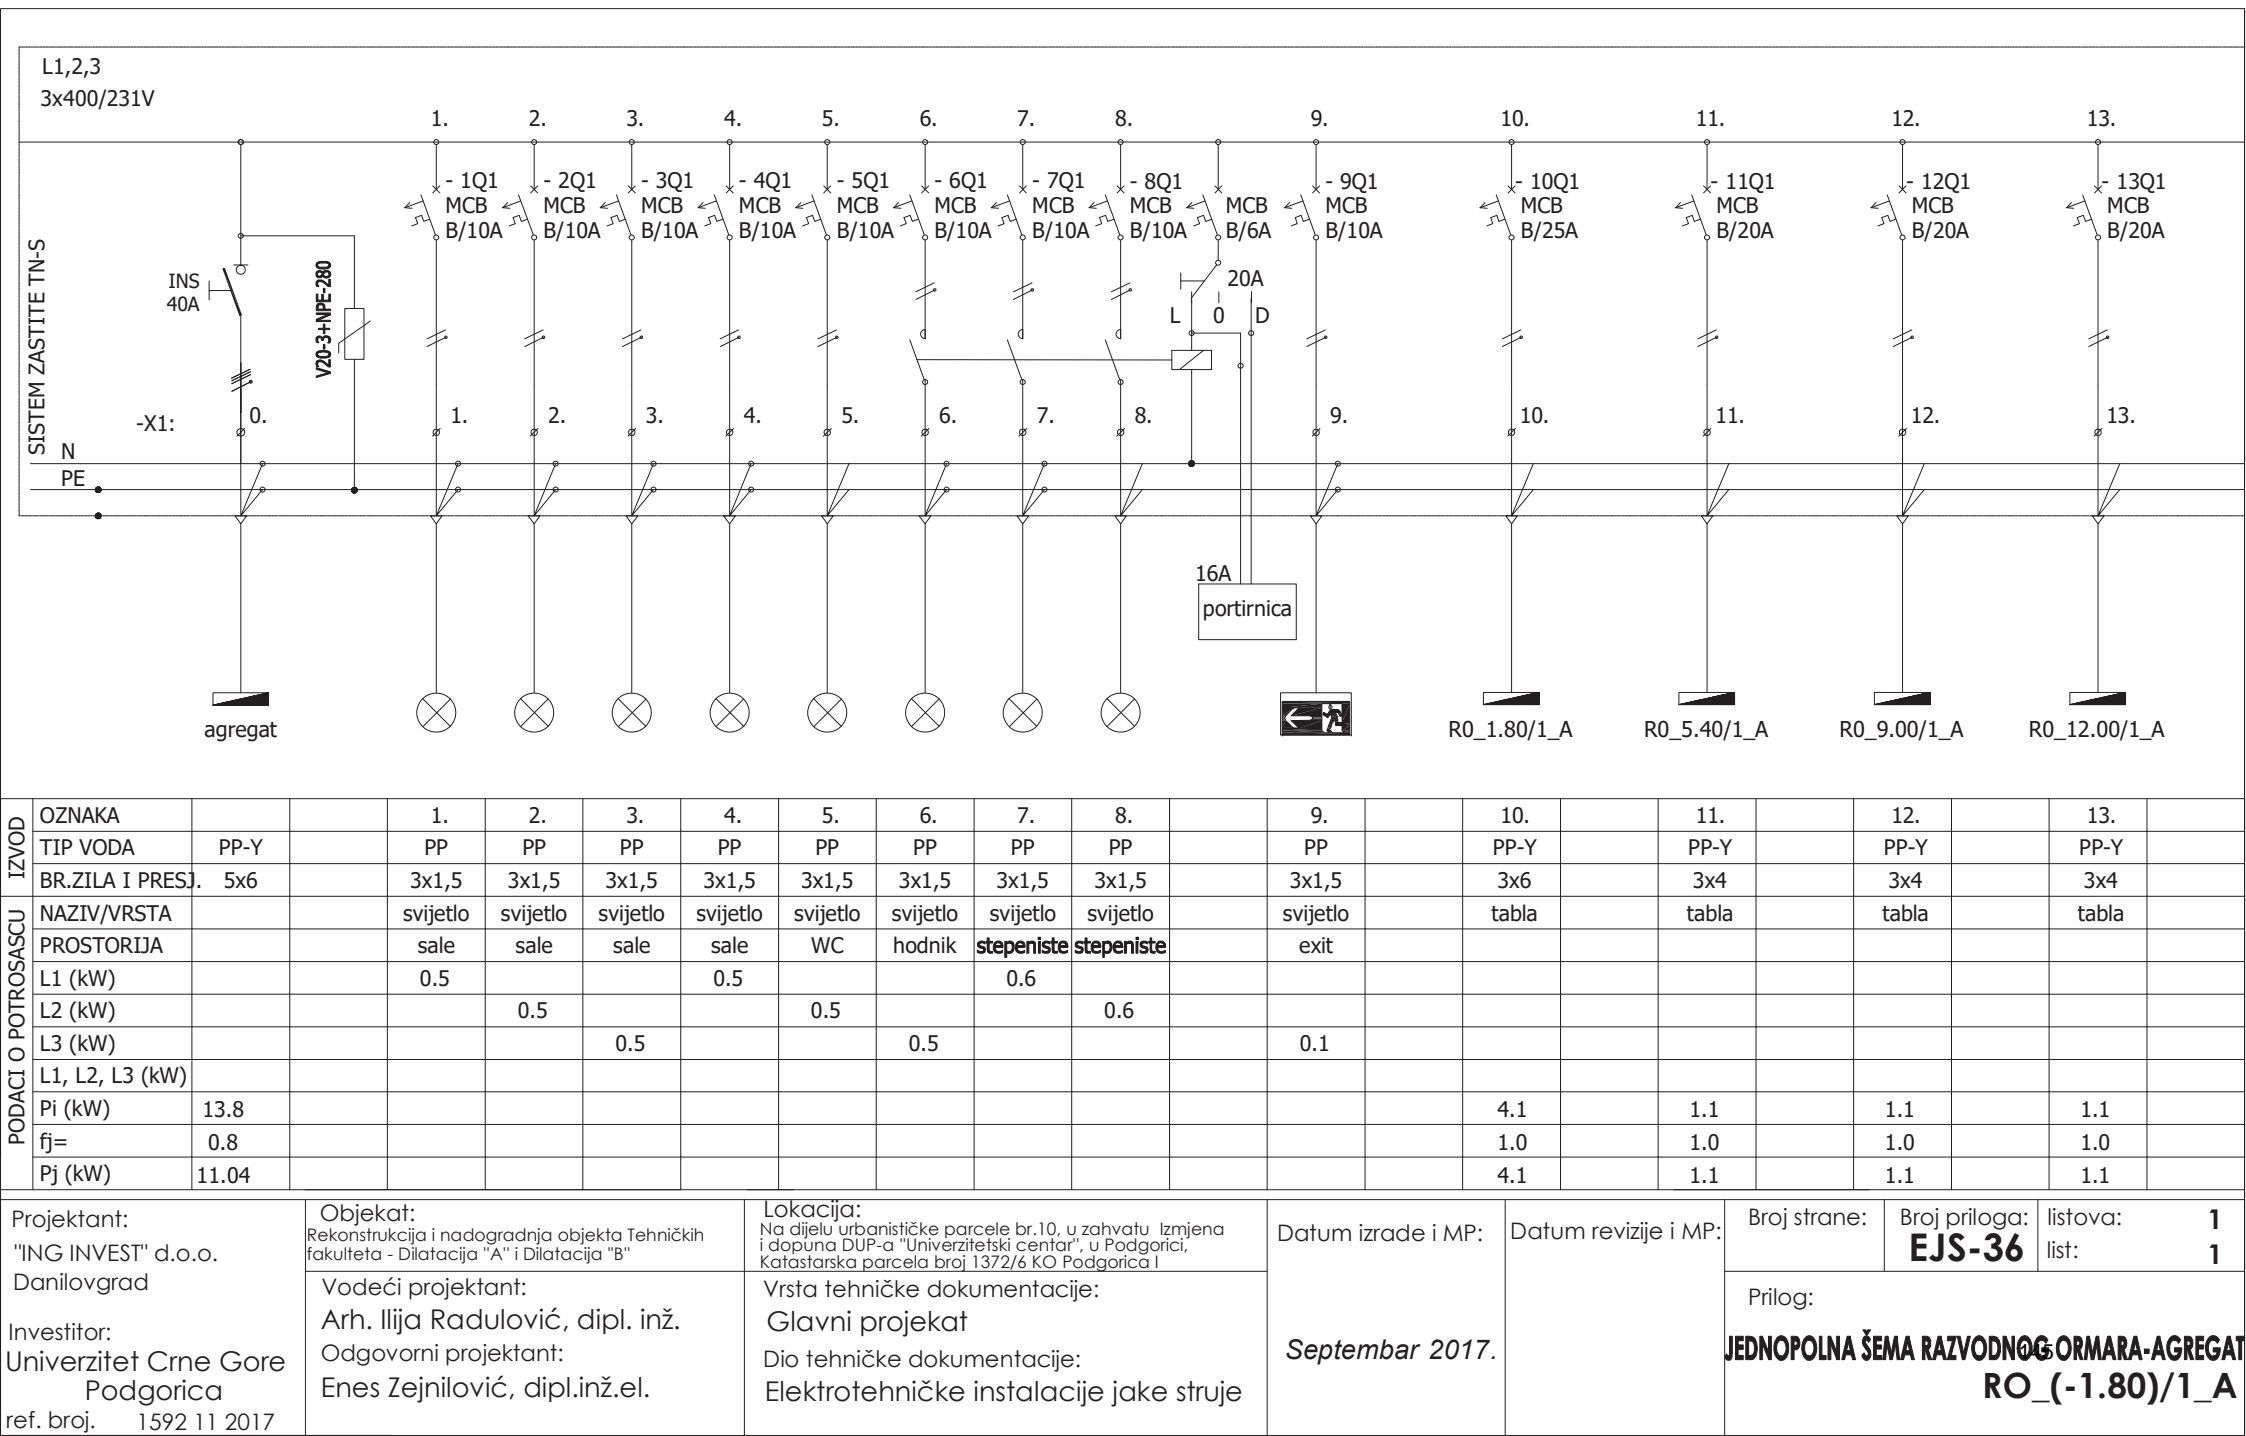 L1,2,3
3x400/231V
1. 2. 3. 4. 5. 6. 7. 8. 9. 10. 11. 12. 13.
- 1Q1 - 2Q1 - 3Q1 - 4Q1 - 5Q1 - 6Q1 - 7Q1 - 8Q1 - 9Q1 - 10Q1 - 11Q1 - 12Q1 - 13Q1
MCB MCB MCB MCB MCB MCB MCB MCB MCB MCB MCB MCB MCB MCB
B/10A B/10A B/10A B/10A B/10A B/10A B/10A B/10A B/6A B/10A B/25A B/20A B/20A B/20A
SISTEM ZASTITE TN-S
INS
40A
V20-3+NPE-280
20A
L 0 D
-X1: 0. 1. 2. 3. 4. 5. 6. 7. 8. 9. 10. 11. 12. 13.
N
PE
16A
portirnica
agregat R0_1.80/1_A R0_5.40/1_A R0_9.00/1_A R0_12.00/1_A
IZVOD
OZNAKA 1. 2. 3. 4. 5. 6. 7. 8. 9. 10. 11. 12. 13.
TIP VODA PP-Y PP PP PP PP PP PP PP PP PP PP-Y PP-Y PP-Y PP-Y
BR.ZILA I PRESJ. 5x6 3x1,5 3x1,5 3x1,5 3x1,5 3x1,5 3x1,5 3x1,5 3x1,5 3x1,5 3x6 3x4 3x4 3x4
PODACI O POTROSASCU
NAZIV/VRSTA svijetlo svijetlo svijetlo svijetlo svijetlo svijetlo svijetlo svijetlo svijetlo tabla tabla tabla tabla
PROSTORIJA sale sale sale sale WC hodnik stepeniste stepeniste exit
L1 (kW) 0.5 0.5 0.6
L2 (kW) 0.5 0.5 0.6
L3 (kW) 0.5 0.5 0.1
L1, L2, L3 (kW)
Pi (kW) 13.8 4.1 1.1 1.1 1.1
fj= 0.8 1.0 1.0 1.0 1.0
Pj (kW) 11.04 4.1 1.1 1.1 1.1
Projektant:
"ING INVEST" d.o.o.
Danilovgrad
Investitor:
Univerzitet Crne Gore
Podgorica
ref. broj. 1592 11 2017
Objekat:
Rekonstrukcija i nadogradnja objekta Tehničkih
fakulteta - Dilatacija "A" i Dilatacija "B"
Vodeći projektant:
Arh. Ilija Radulović, dipl. inž.
Odgovorni projektant:
Enes Zejnilović, dipl.inž.el.
Lokacija:
Na dijelu urbanističke parcele br.10, u zahvatu Izmjena
i dopuna DUP-a "Univerzitetski centar", u Podgorici,
Katastarska parcela broj 1372/6 KO Podgorica I
Vrsta tehničke dokumentacije:
Glavni projekat
Dio tehničke dokumentacije:
Elektrotehničke instalacije jake struje
Datum izrade i MP:
Septembar 2017.
Datum revizije i MP:
Broj strane:
Broj priloga:
EJS-36
listova: 1
list: 1
Prilog:
JEDNOPOLNA ŠEMA RAZVODNOG ORMARA-AGREGAT
145
RO_(-1.80)/1_A